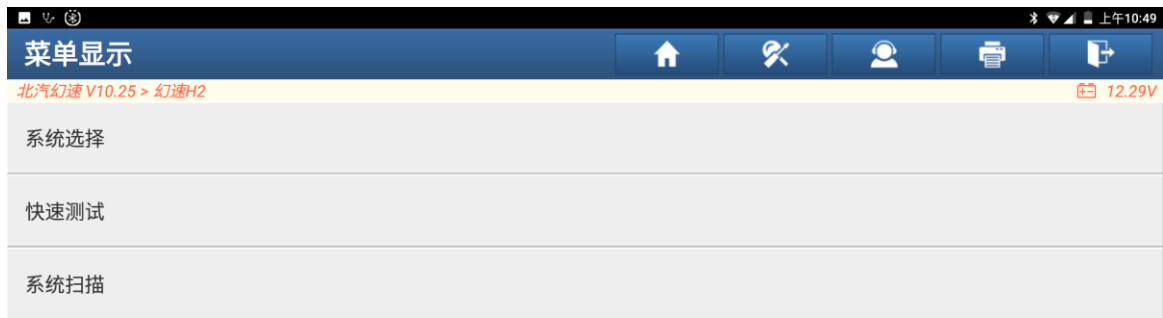 上午10:49
菜单显示
北汽幻速 V10.25 > 幻速H2
12.29V
系统选择
快速测试
系统扫描